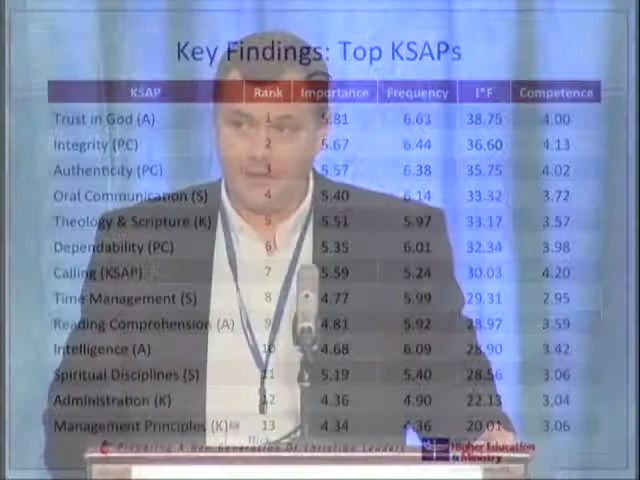 Key Findings: Top KSAPs
KSAP Rank Importance Frequency I*F Competence
Trust in God (A) 1 5.81 6.63 38.75 4.00
Integrity (PC) 2 5.67 6.44 36.60 4.13
Authenticity (PC) 3 5.57 6.38 35.75 4.02
Oral Communication (S) 4 5.40 6.14 33.32 3.72
Theology & Scripture (K) 5 5.51 5.97 33.17 3.57
Dependability (PC) 6 5.35 6.01 32.34 3.98
Calling (KSAP) 7 5.59 5.24 30.03 4.20
Time Management (S) 8 4.77 5.99 29.31 2.95
Reading Comprehension (A) 9 4.81 5.92 28.97 3.59
Intelligence (A) 10 4.68 6.09 28.90 3.42
Spiritual Disciplines (S) 11 5.19 5.40 28.56 3.06
Administration (K) 12 4.36 4.90 22.13 3.04
Management Principles (K) 13 4.34 4.36 20.01 3.06
Preparing A New Generation Of Christian Leaders
Higher Education
& Ministry